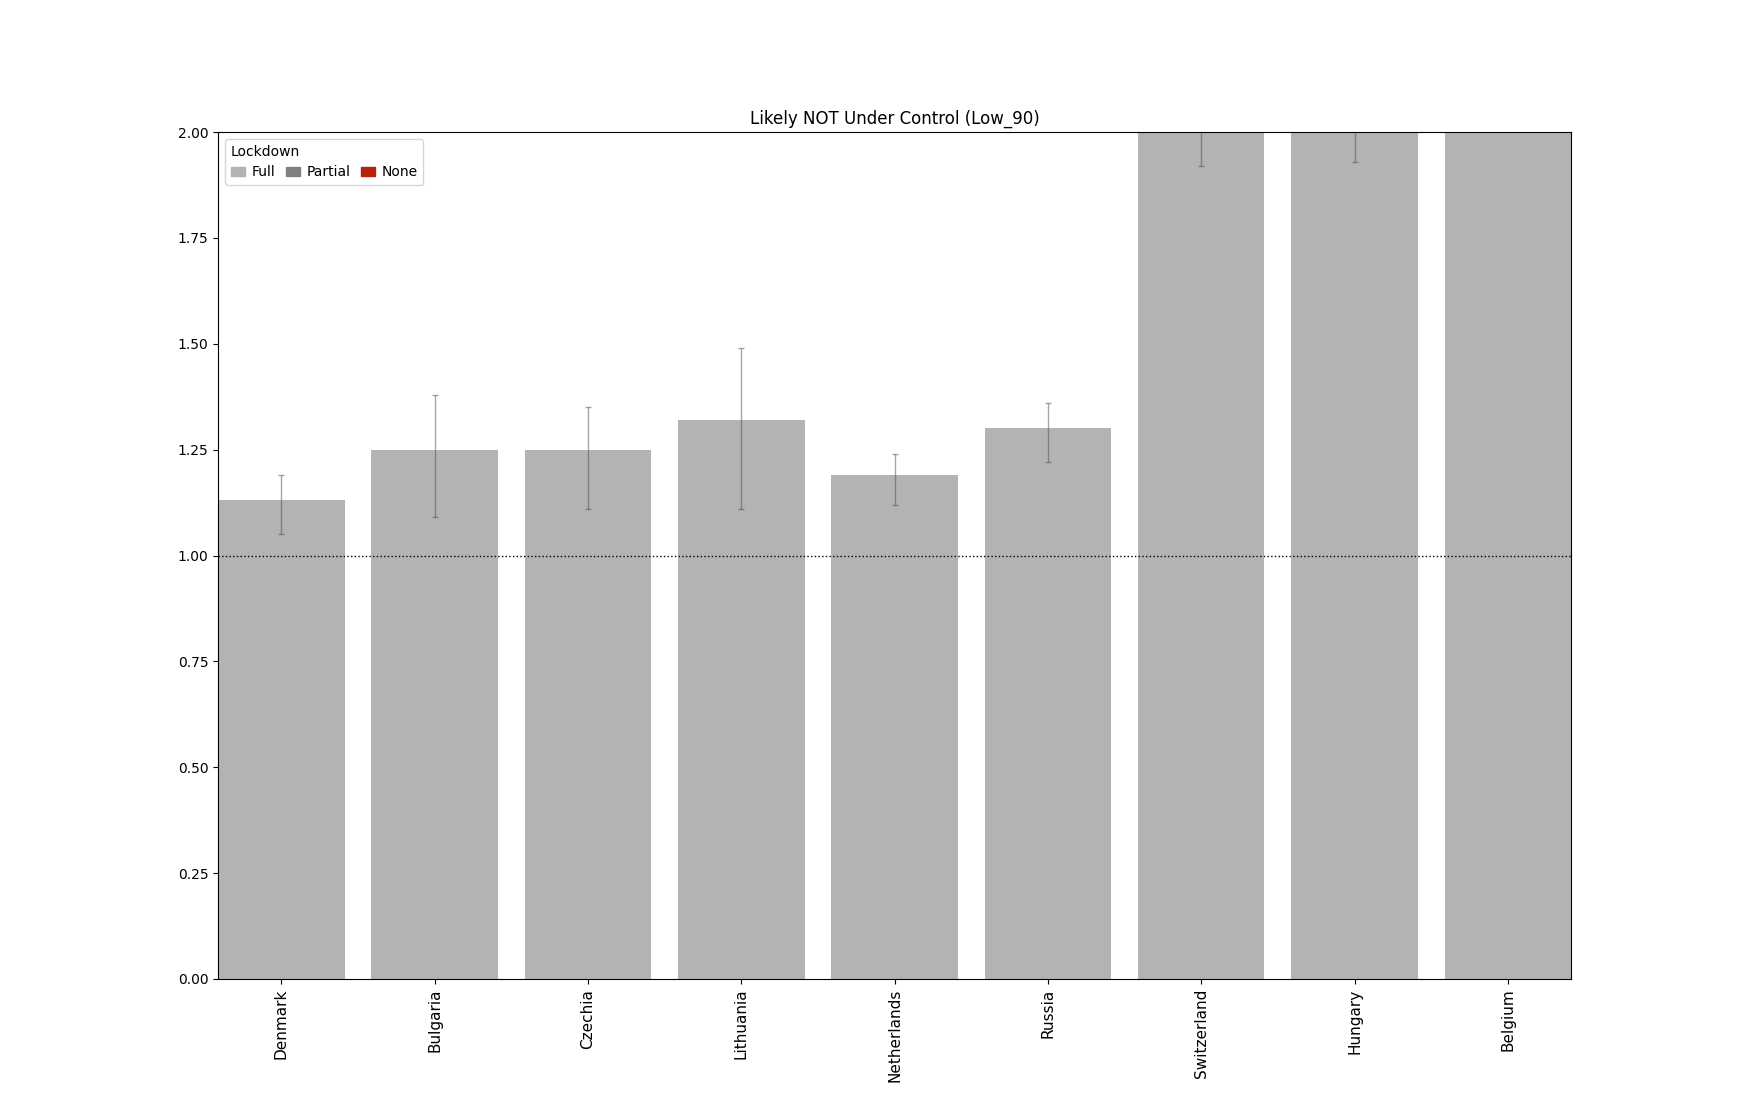 Likely NOT Under Control (Low_90)
2.00
1.75
1.50
1.25
1.00
0.75
0.50
0.25
0.00
Lockdown
Full Partial None
Denmark
Bulgaria
Czechia
Lithuania
Netherlands
Russia
Switzerland
Hungary
Belgium